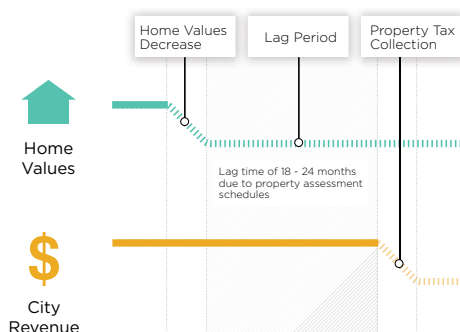 Home Values
Decrease
Lag Period
Property Tax
Collection
Home
Values
Lag time of 18 - 24 months
due to property assessment
schedules
$
City
Revenue